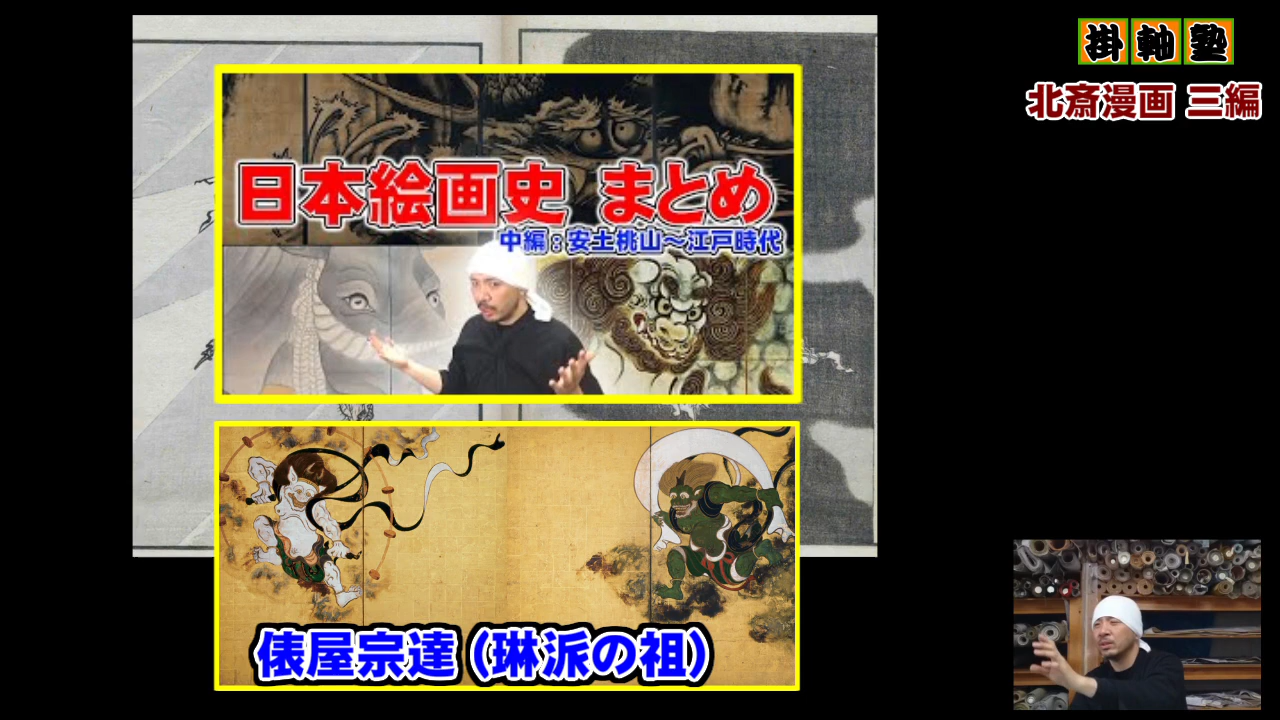 掛軸塾
北斎漫画 三編
日本絵画史 まとめ
中編：安土桃山～江戸時代
俵屋宗達 (琳派の祖)